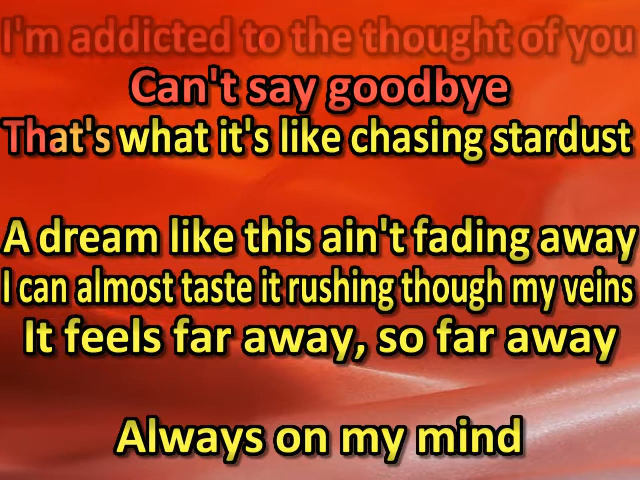 I'm addicted to the thought of you
Can't say goodbye
That's what it's like chasing stardust
A dream like this ain't fading away
I can almost taste it rushing though my veins
It feels far away, so far away
Always on my mind